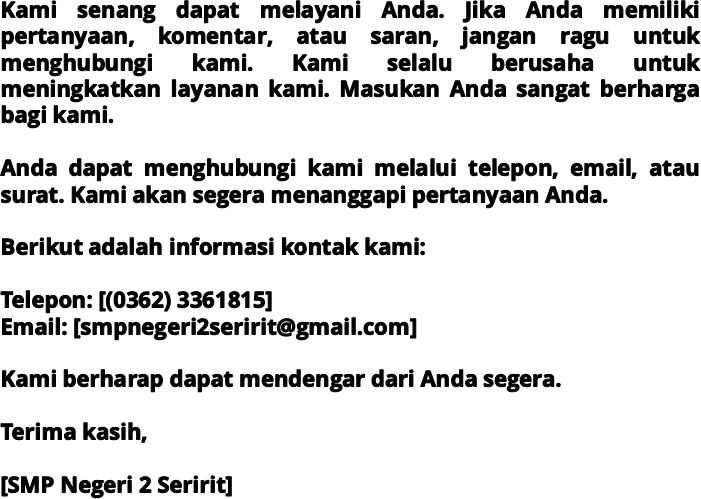 Kami senang dapat melayani Anda. Jika Anda memiliki
pertanyaan, komentar, atau saran, jangan ragu untuk
menghubungi kami. Kami selalu berusaha untuk
meningkatkan layanan kami. Masukan Anda sangat berharga
bagi kami.
Anda dapat menghubungi kami melalui telepon, email, atau
surat. Kami akan segera menanggapi pertanyaan Anda.
Berikut adalah informasi kontak kami:
Telepon: [(0362) 3361815]
Email: [smpnegeri2seririt@gmail.com]
Kami berharap dapat mendengar dari Anda segera.
Terima kasih,
[SMP Negeri 2 Seririt]